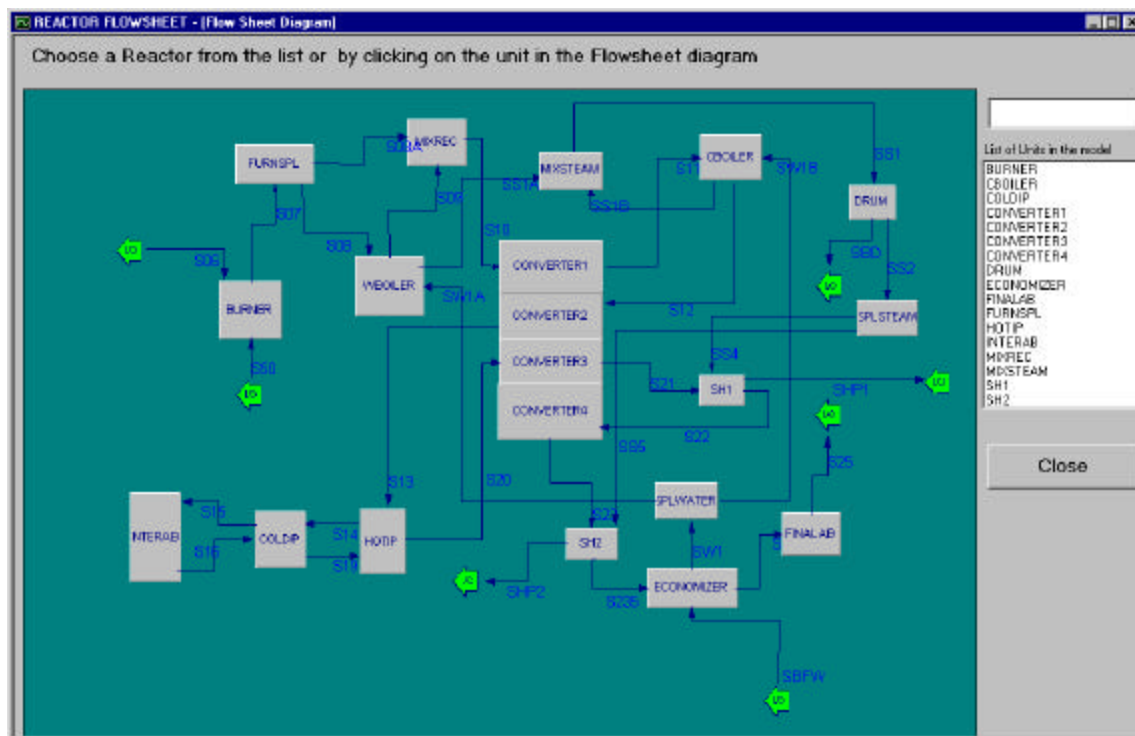 REACTOR FLOWSHEET - [Flow Sheet Diagram]
Choose a Reactor from the list or by clicking on the unit in the Flowsheet diagram
MIXREC
S08A
FURNSPL
MIXSTEAM
CBOILER
S11
SW1B
SS1
List of Units in the model
BURNER
CBOILER
COLDIP
CONVERTER1
CONVERTER2
CONVERTER3
CONVERTER4
DRUM
ECONOMIZER
FINALAB
FURNSPL
HOTIP
INTERAB
MIXREC
MIXSTEAM
SH1
SH2
Close
SS1A
S09
SS1B
DRUM
S07
S08
S10
SBD
SS2
I/O
S06
WBOILER
CONVERTER1
I/O
BURNER
SW1A
CONVERTER2
S12
SPLSTEAM
CONVERTER3
SS4
S50
S21
SH1
SHP1
I/O
I/O
CONVERTER4
I/O
S22
SS5
S25
S13
S20
SPLWATER
INTERAB
S15
S16
COLDIP
S14
S19
HOTIP
SH2
SW1
FINALAB
I/O
SHP2
S235
ECONOMIZER
SBFW
I/O